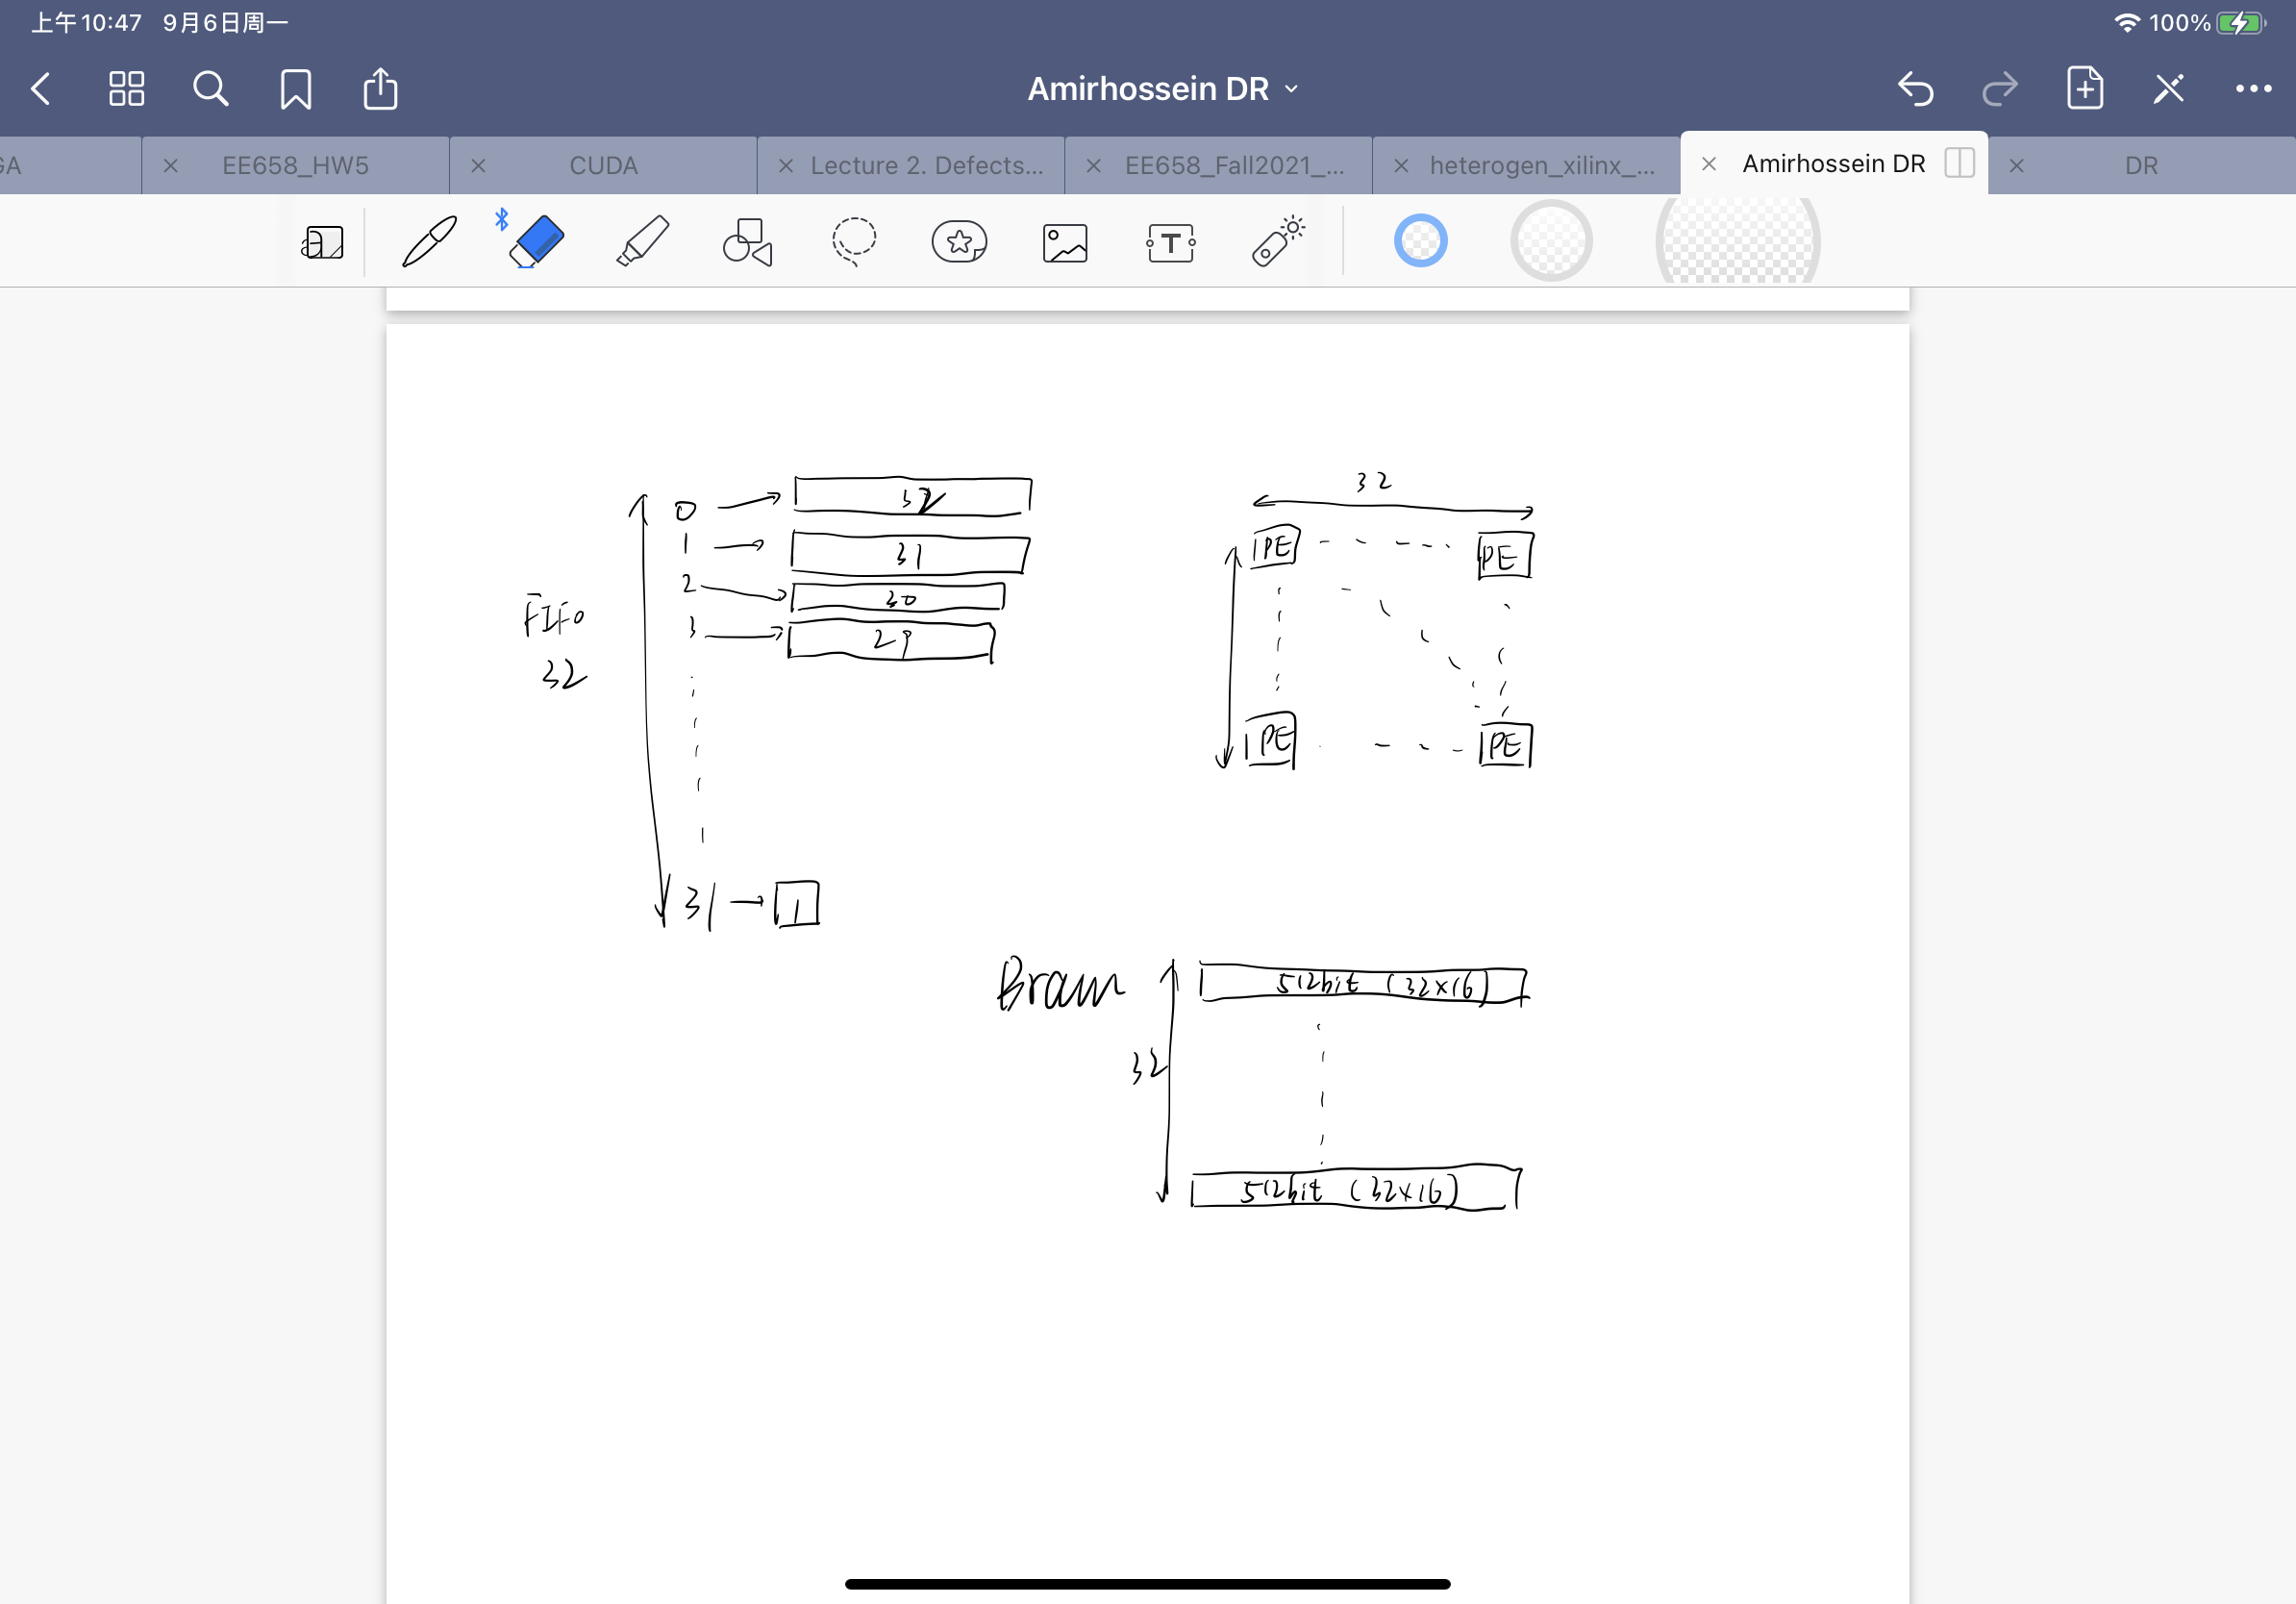 上午10:47 9月6日周一
100%
Amirhossein DR
GA
EE658_HW5
CUDA
Lecture 2. Defects...
EE658_Fall2021_...
heterogen_xilinx_...
Amirhossein DR
DR
T
FIFO
32
0
32
1
31
2
30
3
29
31
1
32
PE
PE
PE
PE
Bram
32
512bit (32x16)
512bit (32x16)